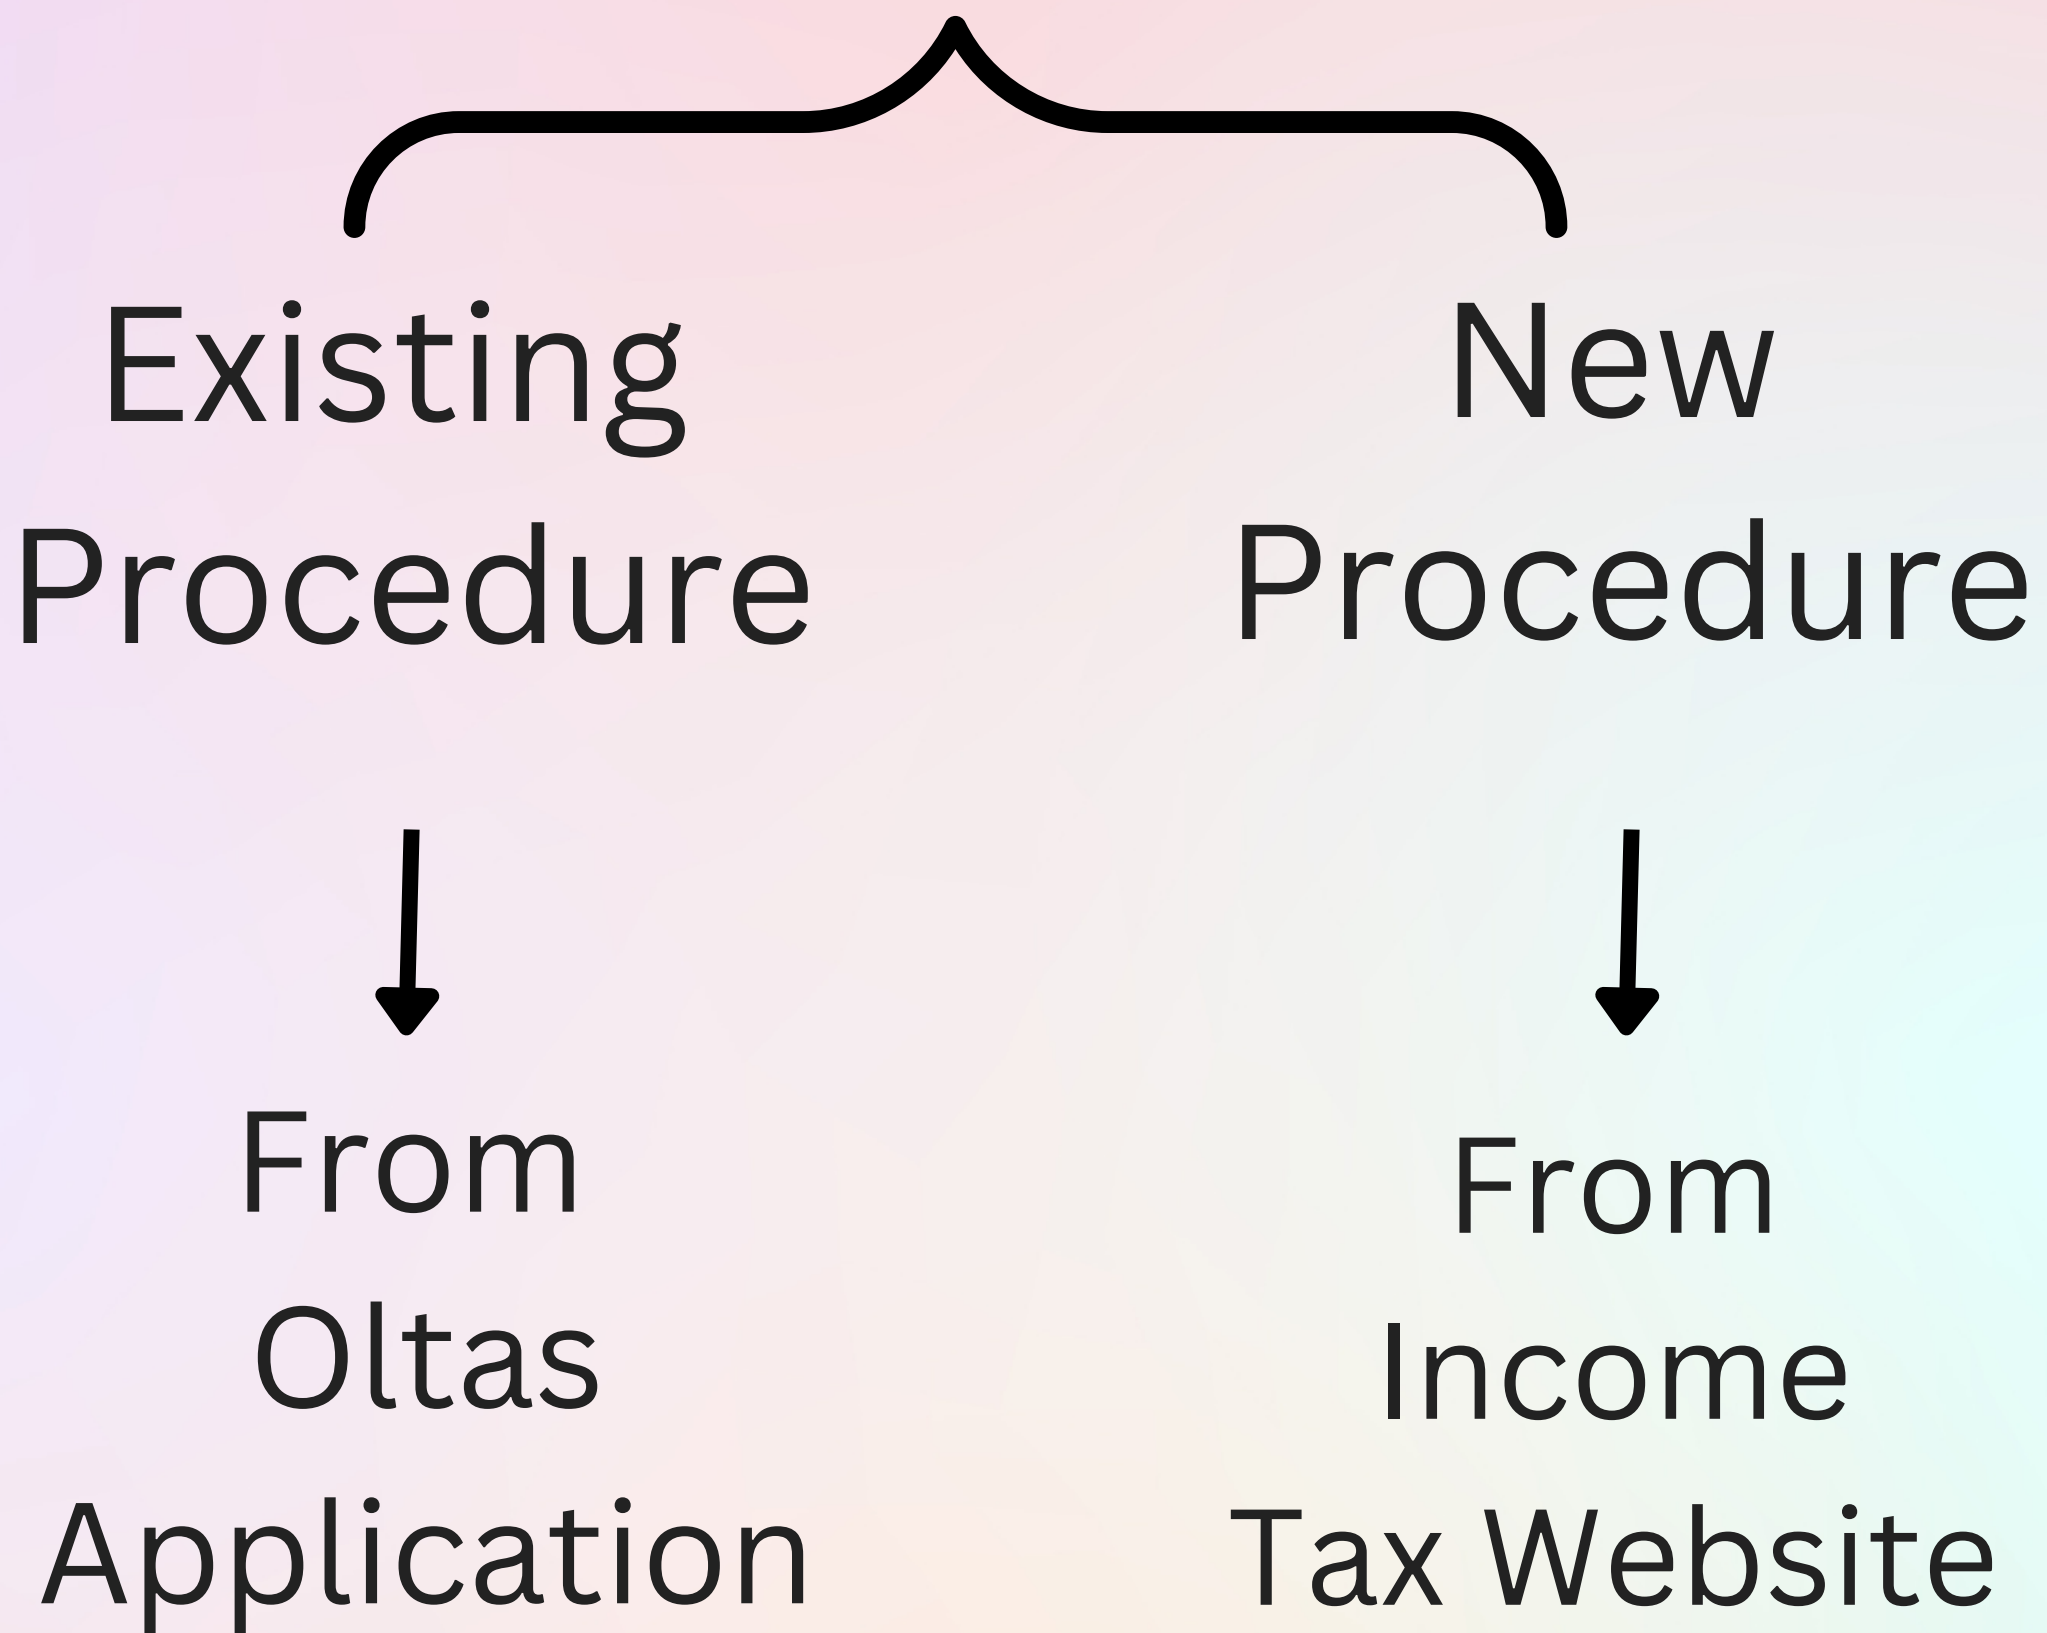 Existing
Procedure
From
Oltas
Application
New
Procedure
From
Income
Tax Website